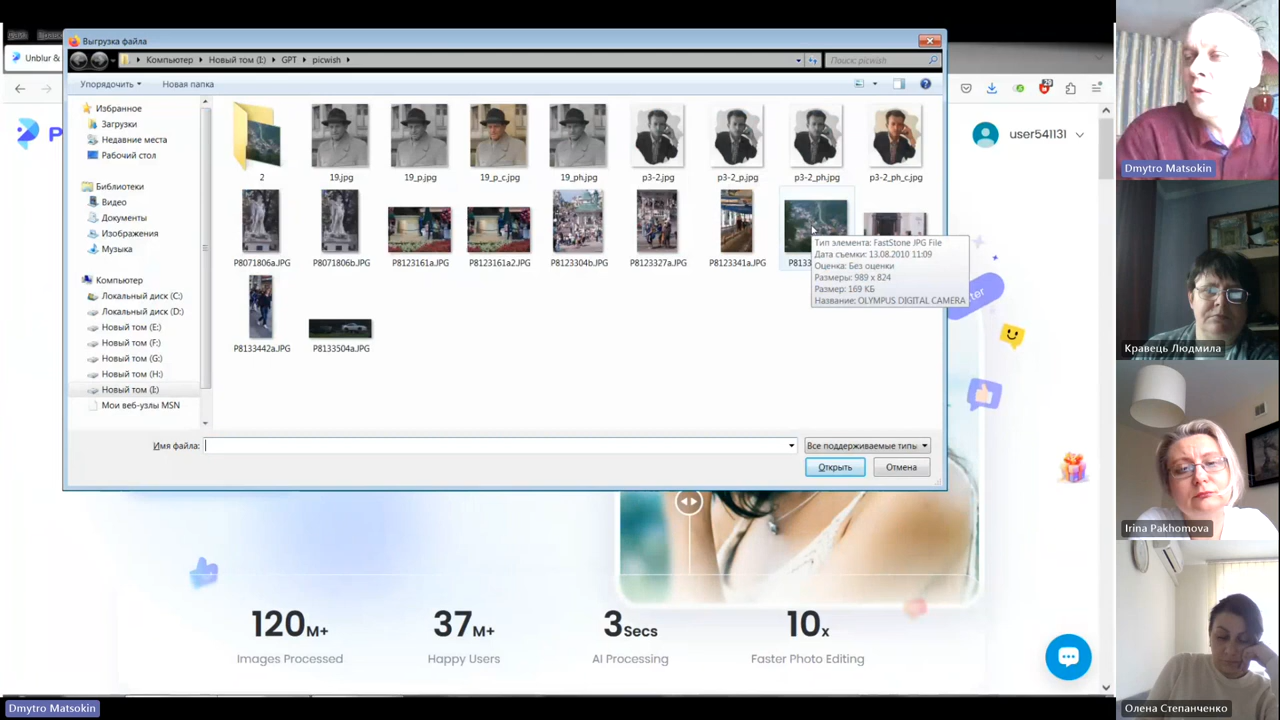 Выгрузка файла
Unblur &
Компьютер
Новый том (I:)
GPT
picwish
Поиск: picwish
Упорядочить
Новая папка
Избранное
Загрузки
Недавние места
Рабочий стол
Библиотеки
Видео
Документы
Изображения
Музыка
Компьютер
Локальный диск (C:)
Локальный диск (D:)
Новый том (E:)
Новый том (F:)
Новый том (G:)
Новый том (H:)
Новый том (I:)
Мои веб-узлы MSN
2
19.jpg
19_p.jpg
19_p_c.jpg
19_ph.jpg
p3-2.jpg
p3-2_p.jpg
p3-2_ph.jpg
p3-2_ph_c.jpg
P8071806a.JPG
P8071806b.JPG
P8123161a.JPG
P8123161a2.JPG
P8123304b.JPG
P8123327a.JPG
P8123341a.JPG
P8133442a.JPG
P8133504a.JPG
Тип элемента: FastStone JPG File
Дата съемки: 13.08.2010 11:09
Оценка: Без оценки
Размеры: 989 x 824
Размер: 169 КБ
Название: OLYMPUS DIGITAL CAMERA
Имя файла:
Все поддерживаемые типы
Открыть
Отмена
user541131
120M+
Images Processed
37M+
Happy Users
3Secs
AI Processing
10x
Faster Photo Editing
Dmytro Matsokin
Dmytro Matsokin
Кравець Людмила
Irina Pakhomova
Олена Степанченко